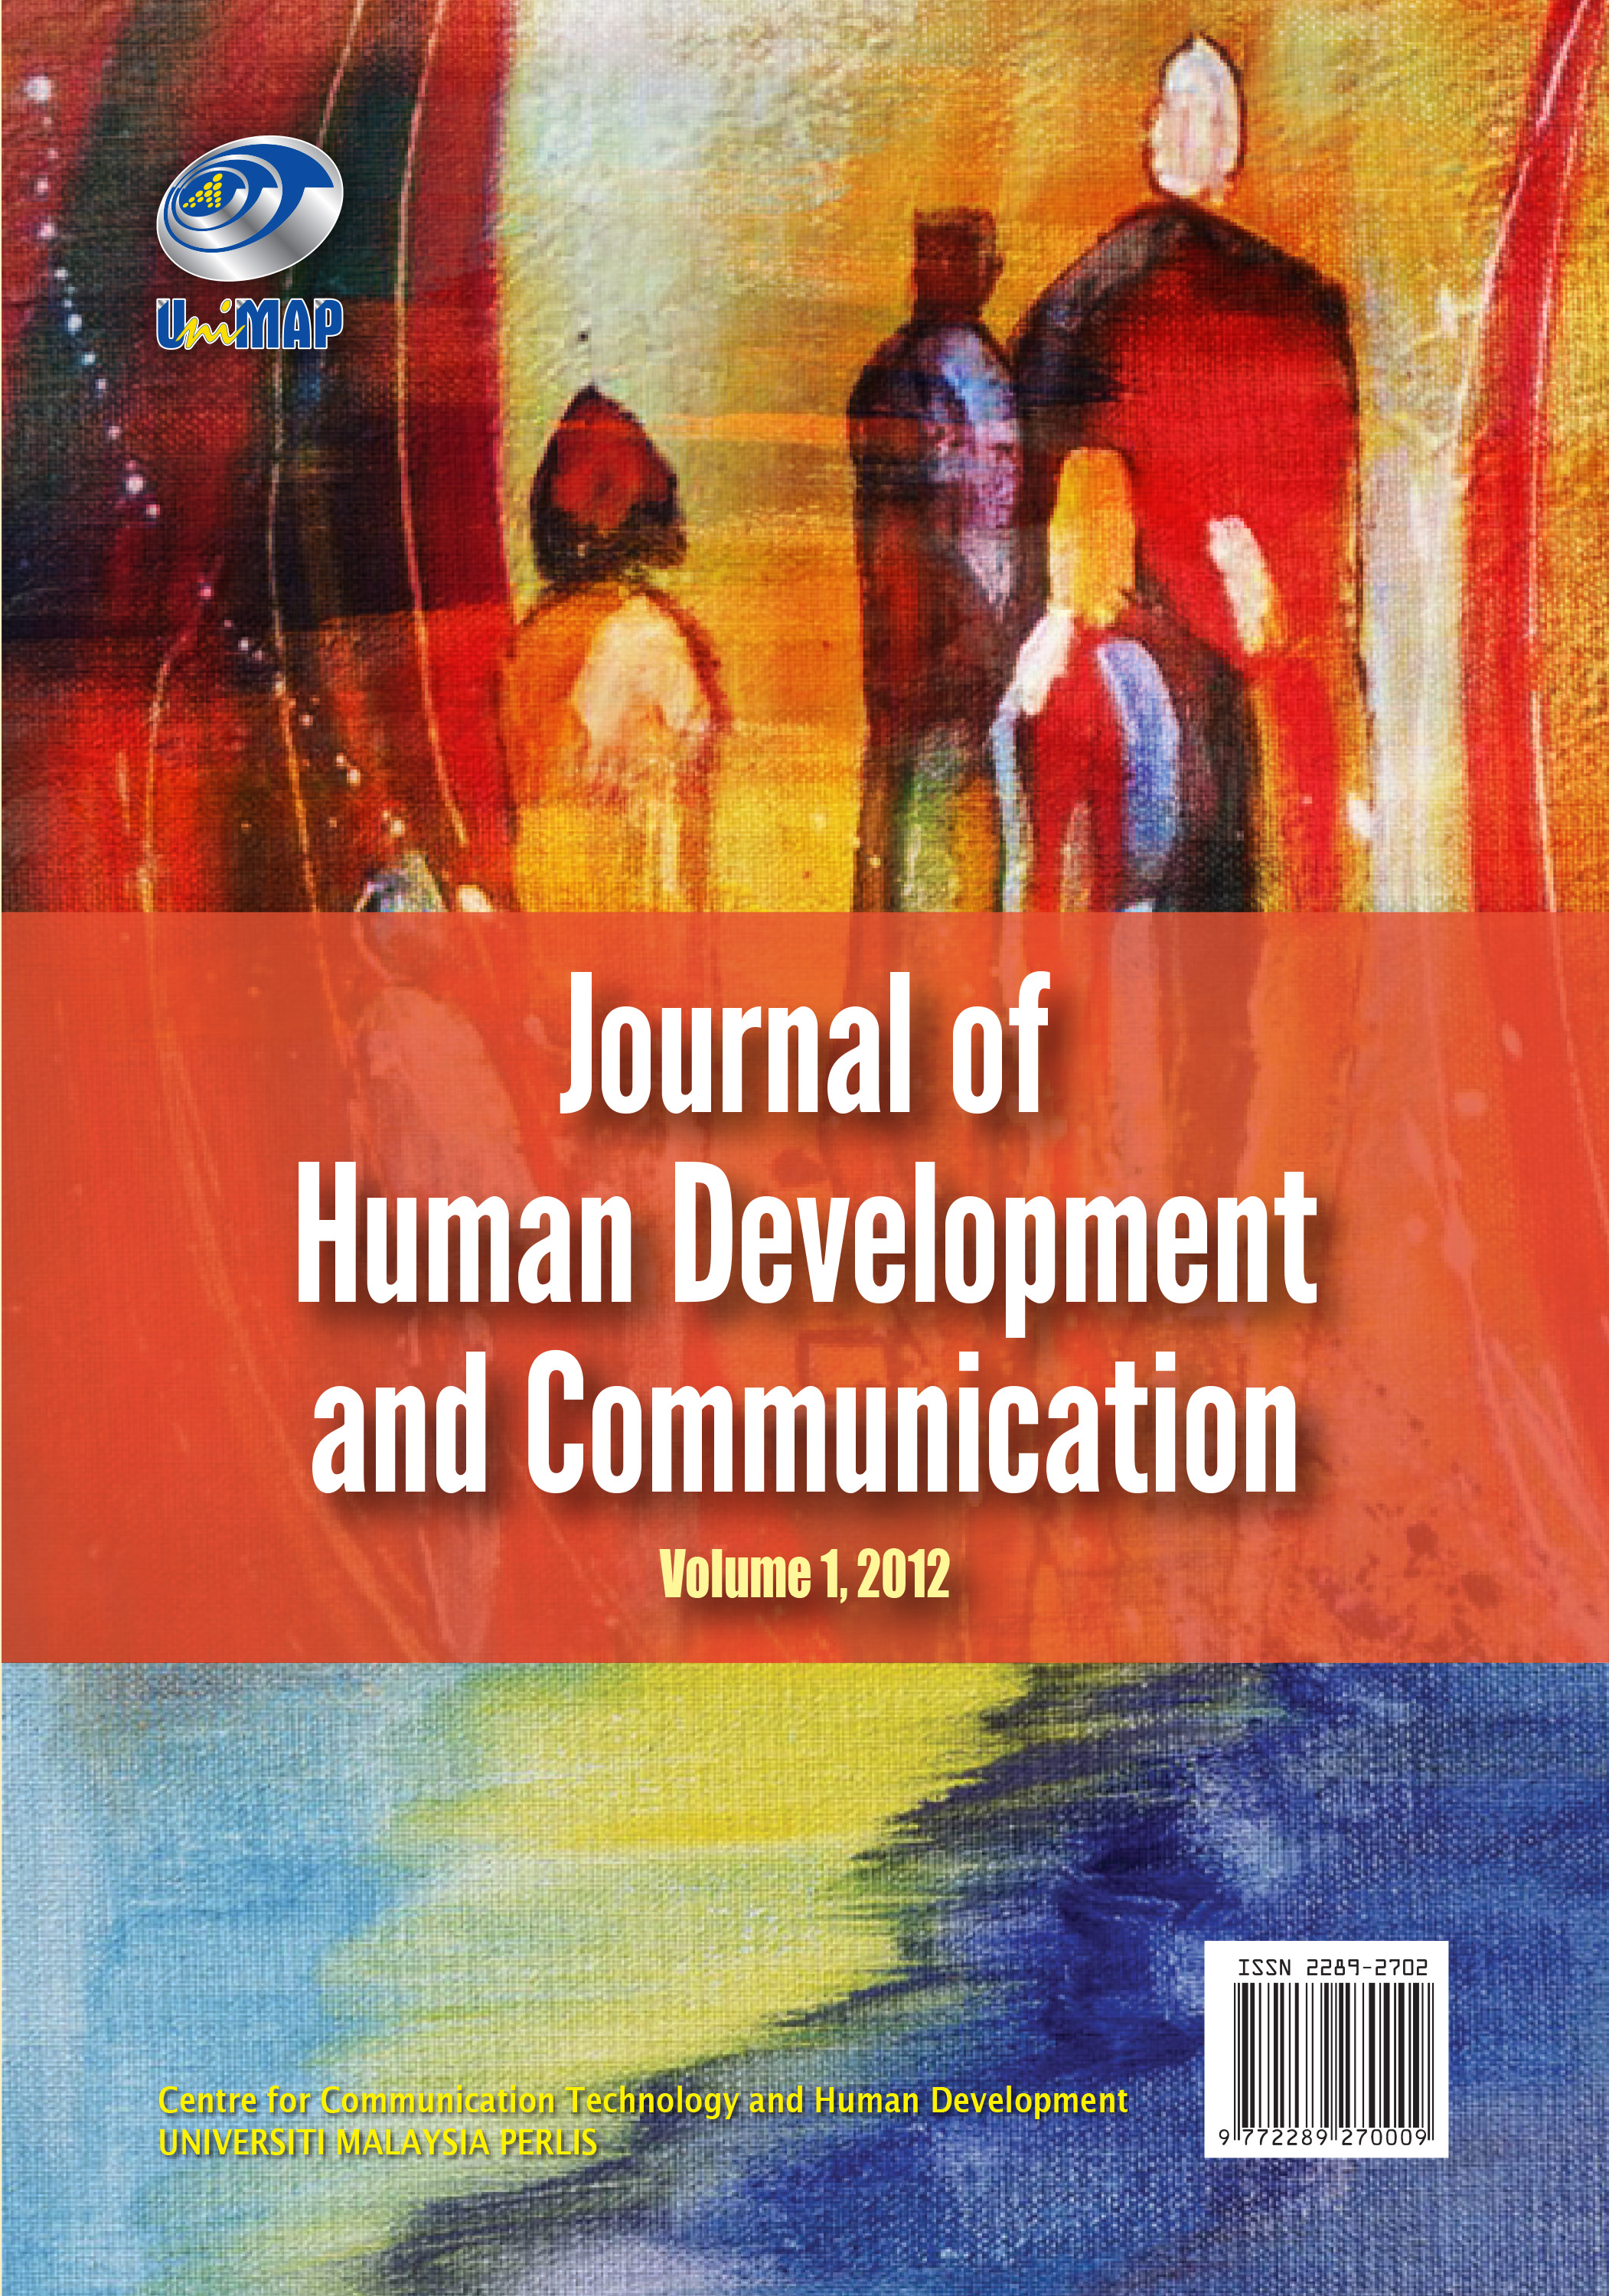 UniMAP
Journal of
Human Development
and Communication
Volume 1, 2012
ISSN 2289-2702
9 772289 270009
Centre for Communication Technology and Human Development
UNIVERSITI MALAYSIA PERLIS